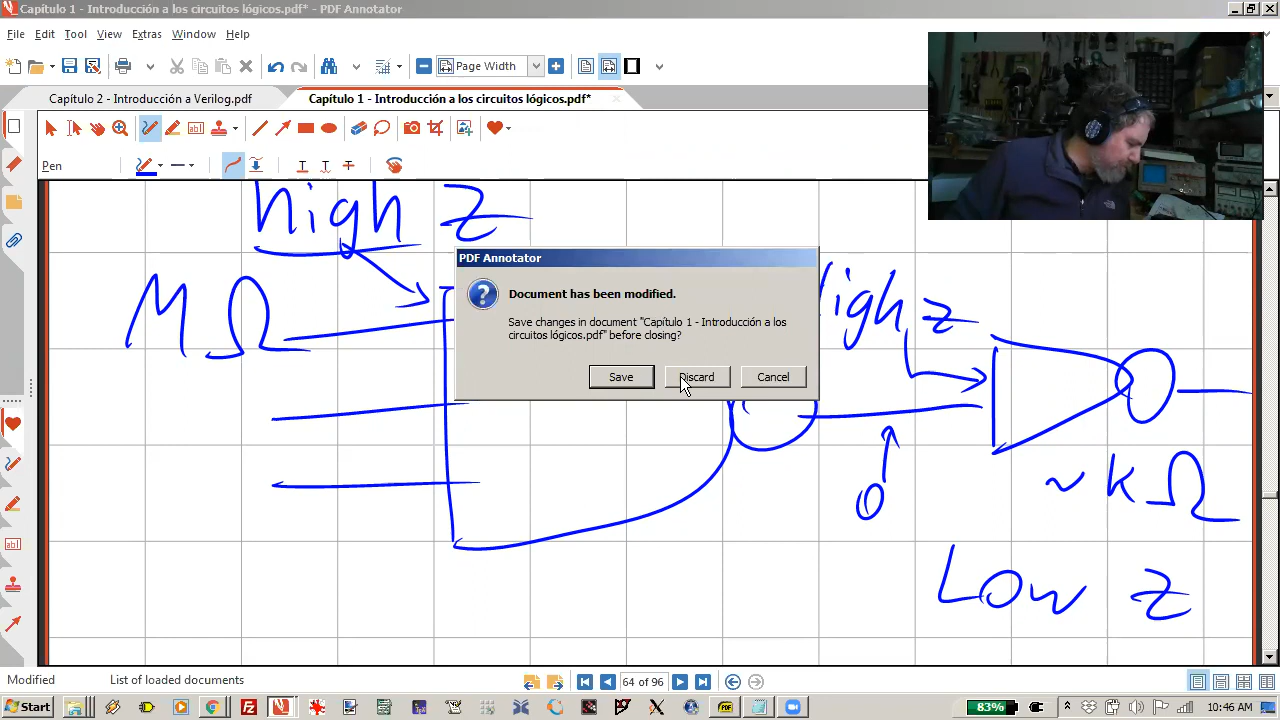 Capítulo 1 - Introducción a los circuitos lógicos.pdf* - PDF Annotator
File Edit Tool View Extras Window Help
Page Width
Capítulo 2 - Introducción a Verilog.pdf
Capítulo 1 - Introducción a los circuitos lógicos.pdf*
Pen
high z
PDF Annotator
Document has been modified.
Save changes in document "Capítulo 1 - Introducción a los
circuitos lógicos.pdf" before closing?
Save Discard Cancel
MΩ
high z
0
~ kΩ
Low z
Modified List of loaded documents 64 of 96
Start 83% 10:46 AM